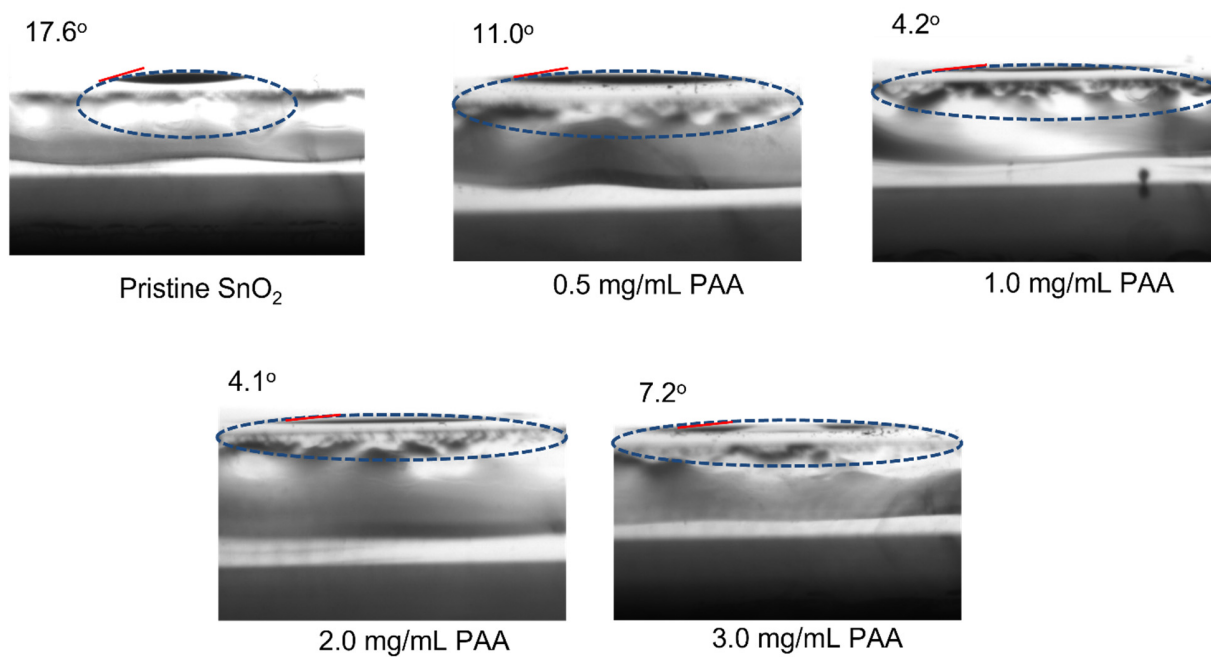 17.6°
11.0°
4.2°
Pristine SnO₂
0.5 mg/mL PAA
1.0 mg/mL PAA
4.1°
7.2°
2.0 mg/mL PAA
3.0 mg/mL PAA